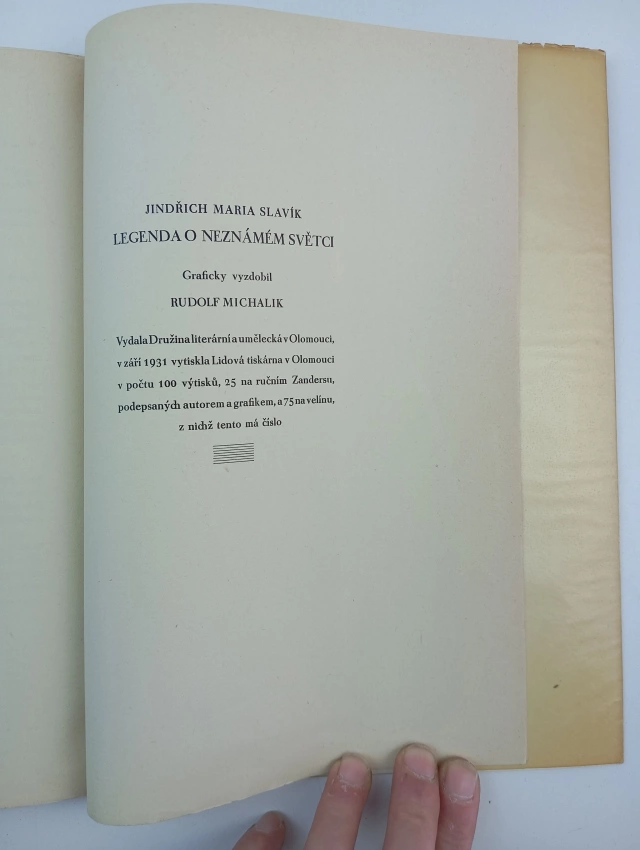 JINDŘICH MARIA SLAVÍK
LEGENDA O NEZNÁMÉM SVĚTCI
Graficky vyzdobil
RUDOLF MICHALIK
Vydala Družina literární a umělecká v Olomouci,
v září 1931 vytiskla Lidová tiskárna v Olomouci
v počtu 100 výtisků, 25 na ručním Zandersu,
podepsaných autorem a grafikem, a 75 na velínu,
z nichž tento má číslo